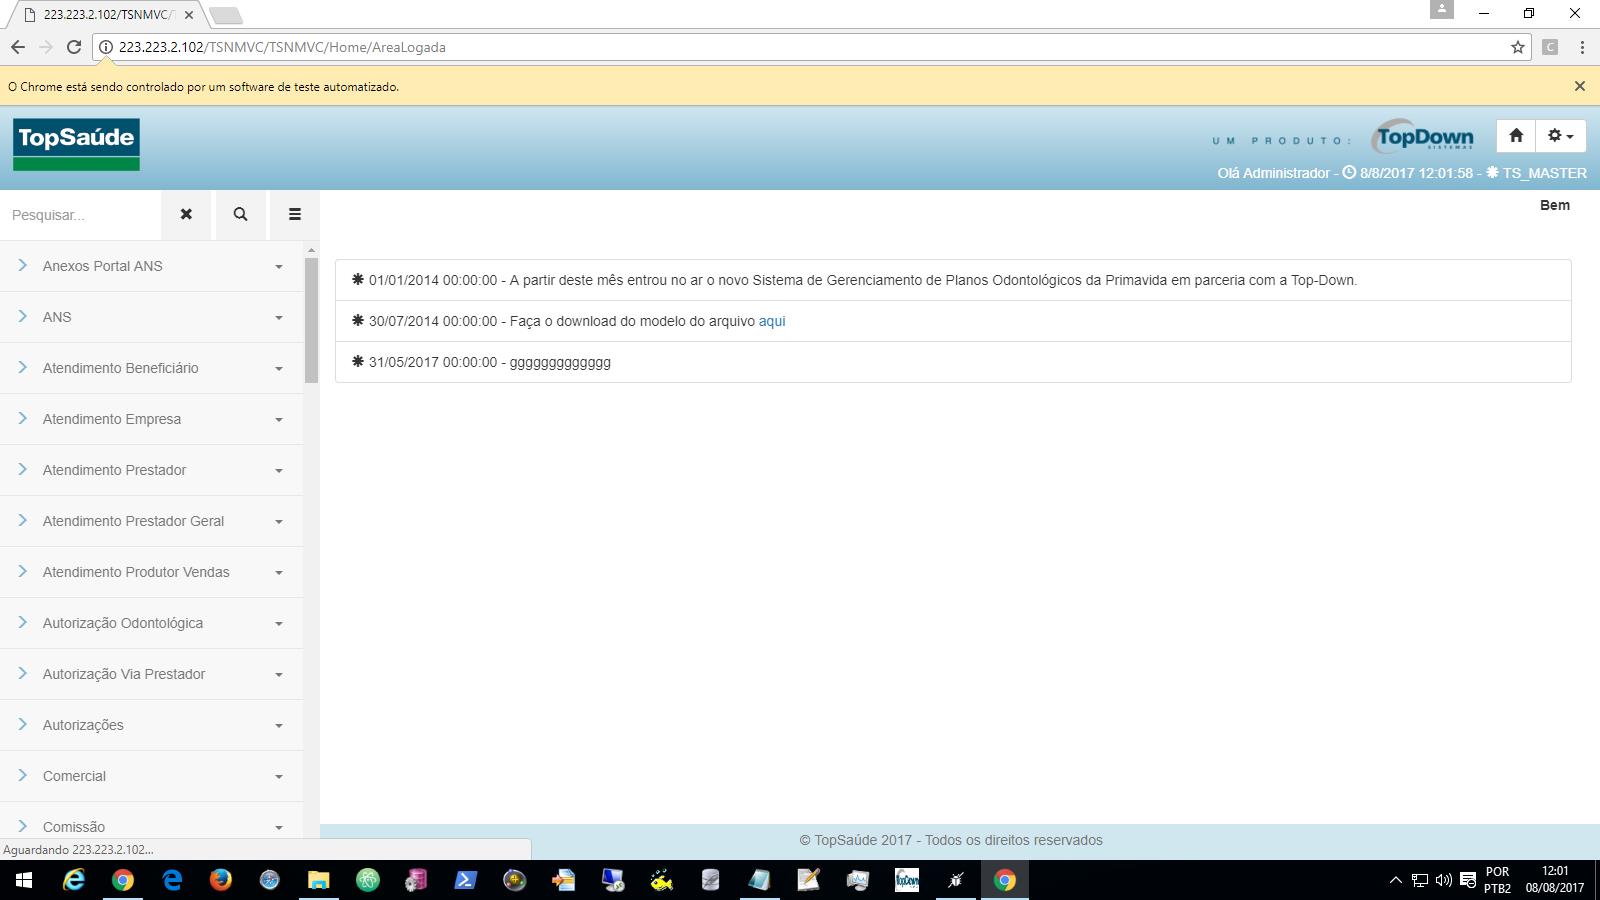 223.223.2.102/TSNMVC/T
223.223.2.102/TSNMVC/TSNMVC/Home/AreaLogada
C
O Chrome está sendo controlado por um software de teste automatizado.
TopSaúde
UM PRODUTO:
TopDown
SISTEMAS
Olá Administrador - 8/8/2017 12:01:58 - TS_MASTER
Pesquisar...
Bem
Anexos Portal ANS
ANS
Atendimento Beneficiário
Atendimento Empresa
Atendimento Prestador
Atendimento Prestador Geral
Atendimento Produtor Vendas
Autorização Odontológica
Autorização Via Prestador
Autorizações
Comercial
Comissão
01/01/2014 00:00:00 - A partir deste mês entrou no ar o novo Sistema de Gerenciamento de Planos Odontológicos da Primavida em parceria com a Top-Down.
30/07/2014 00:00:00 - Faça o download do modelo do arquivo aqui
31/05/2017 00:00:00 - ggggggggggggg
© TopSaúde 2017 - Todos os direitos reservados
Aguardando 223.223.2.102...
TopDown
POR
PTB2
12:01
08/08/2017